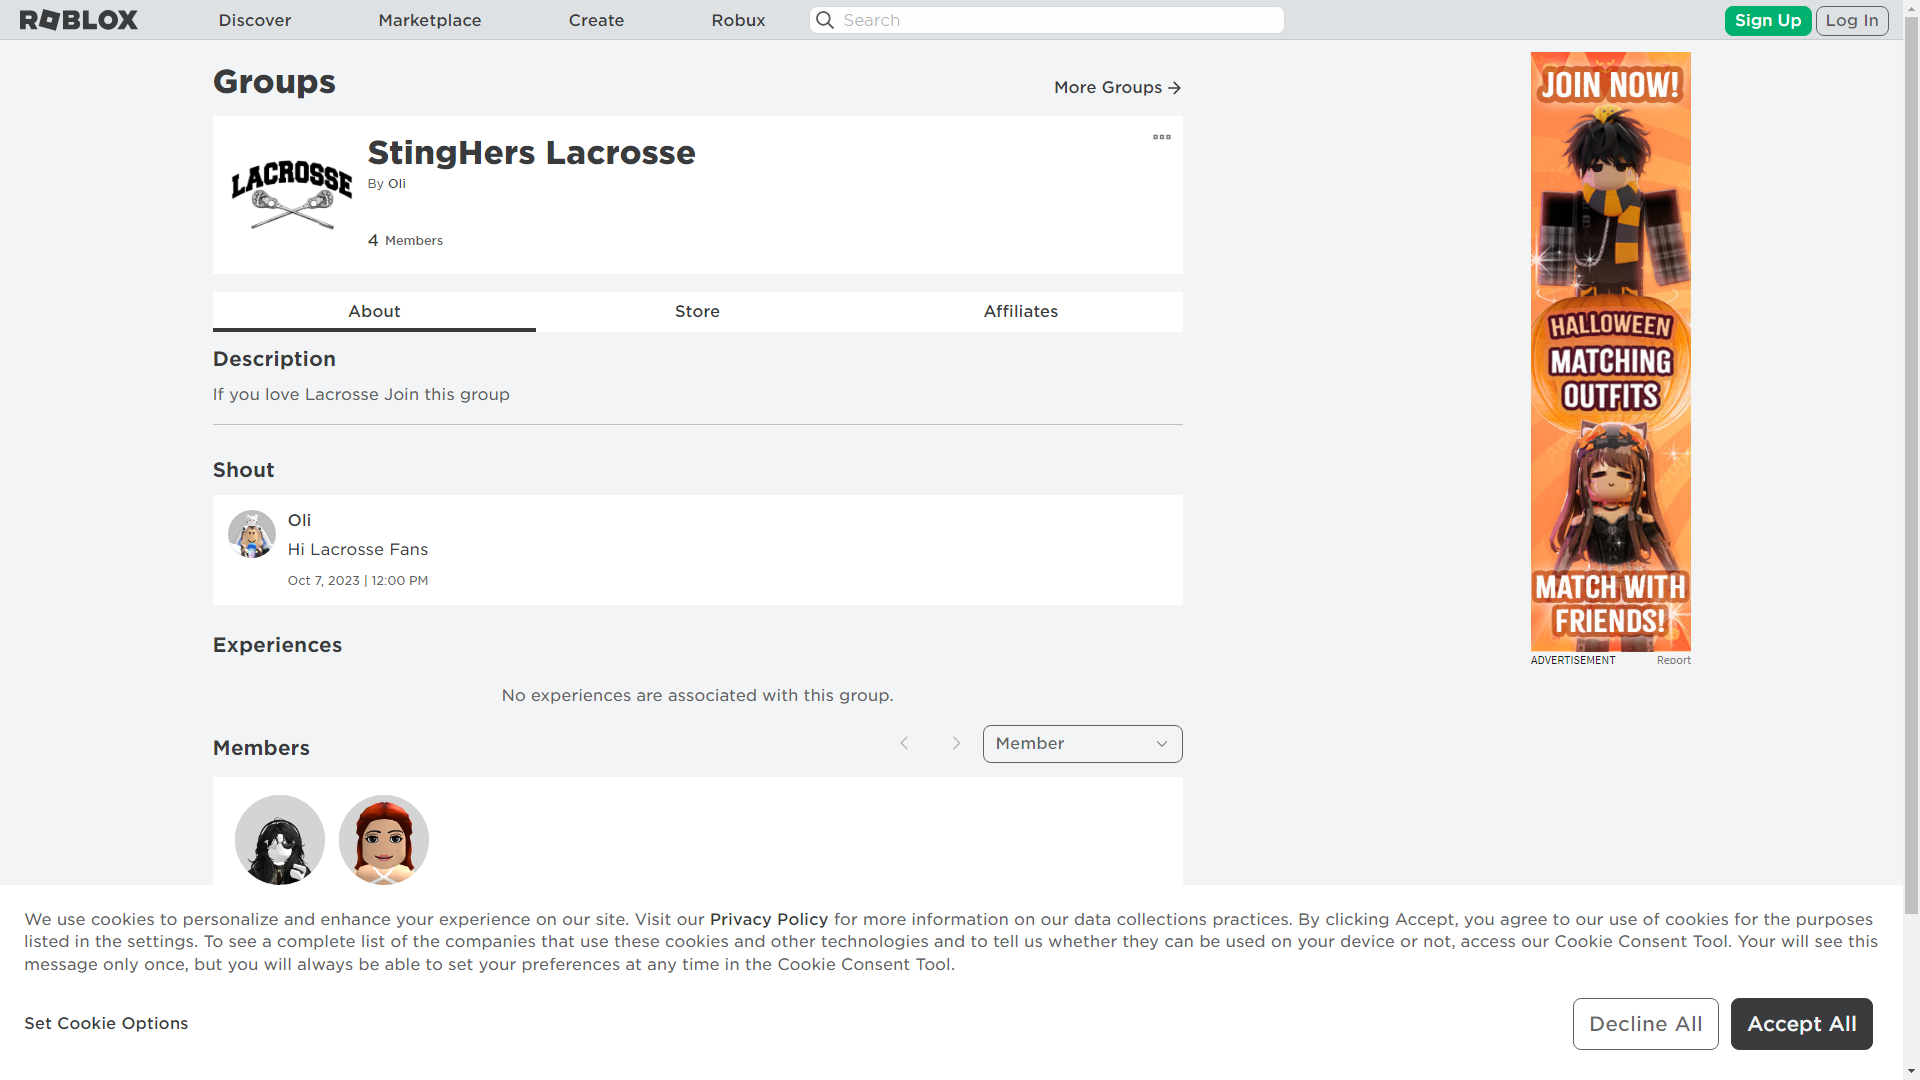 ROBLOX
Discover
Marketplace
Create
Robux
Search
Sign Up
Log In
Groups
More Groups
LACROSSE
StingHers Lacrosse
By Oli
4 Members
About
Store
Affiliates
Description
If you love Lacrosse Join this group
Shout
Oli
Hi Lacrosse Fans
Oct 7, 2023 | 12:00 PM
Experiences
No experiences are associated with this group.
Members
Member
JOIN NOW!
HALLOWEEN
MATCHING
OUTFITS
MATCH WITH
FRIENDS!
ADVERTISEMENT
Report
We use cookies to personalize and enhance your experience on our site. Visit our Privacy Policy for more information on our data collections practices. By clicking Accept, you agree to our use of cookies for the purposes
listed in the settings. To see a complete list of the companies that use these cookies and other technologies and to tell us whether they can be used on your device or not, access our Cookie Consent Tool. Your will see this
message only once, but you will always be able to set your preferences at any time in the Cookie Consent Tool.
Set Cookie Options
Decline All
Accept All